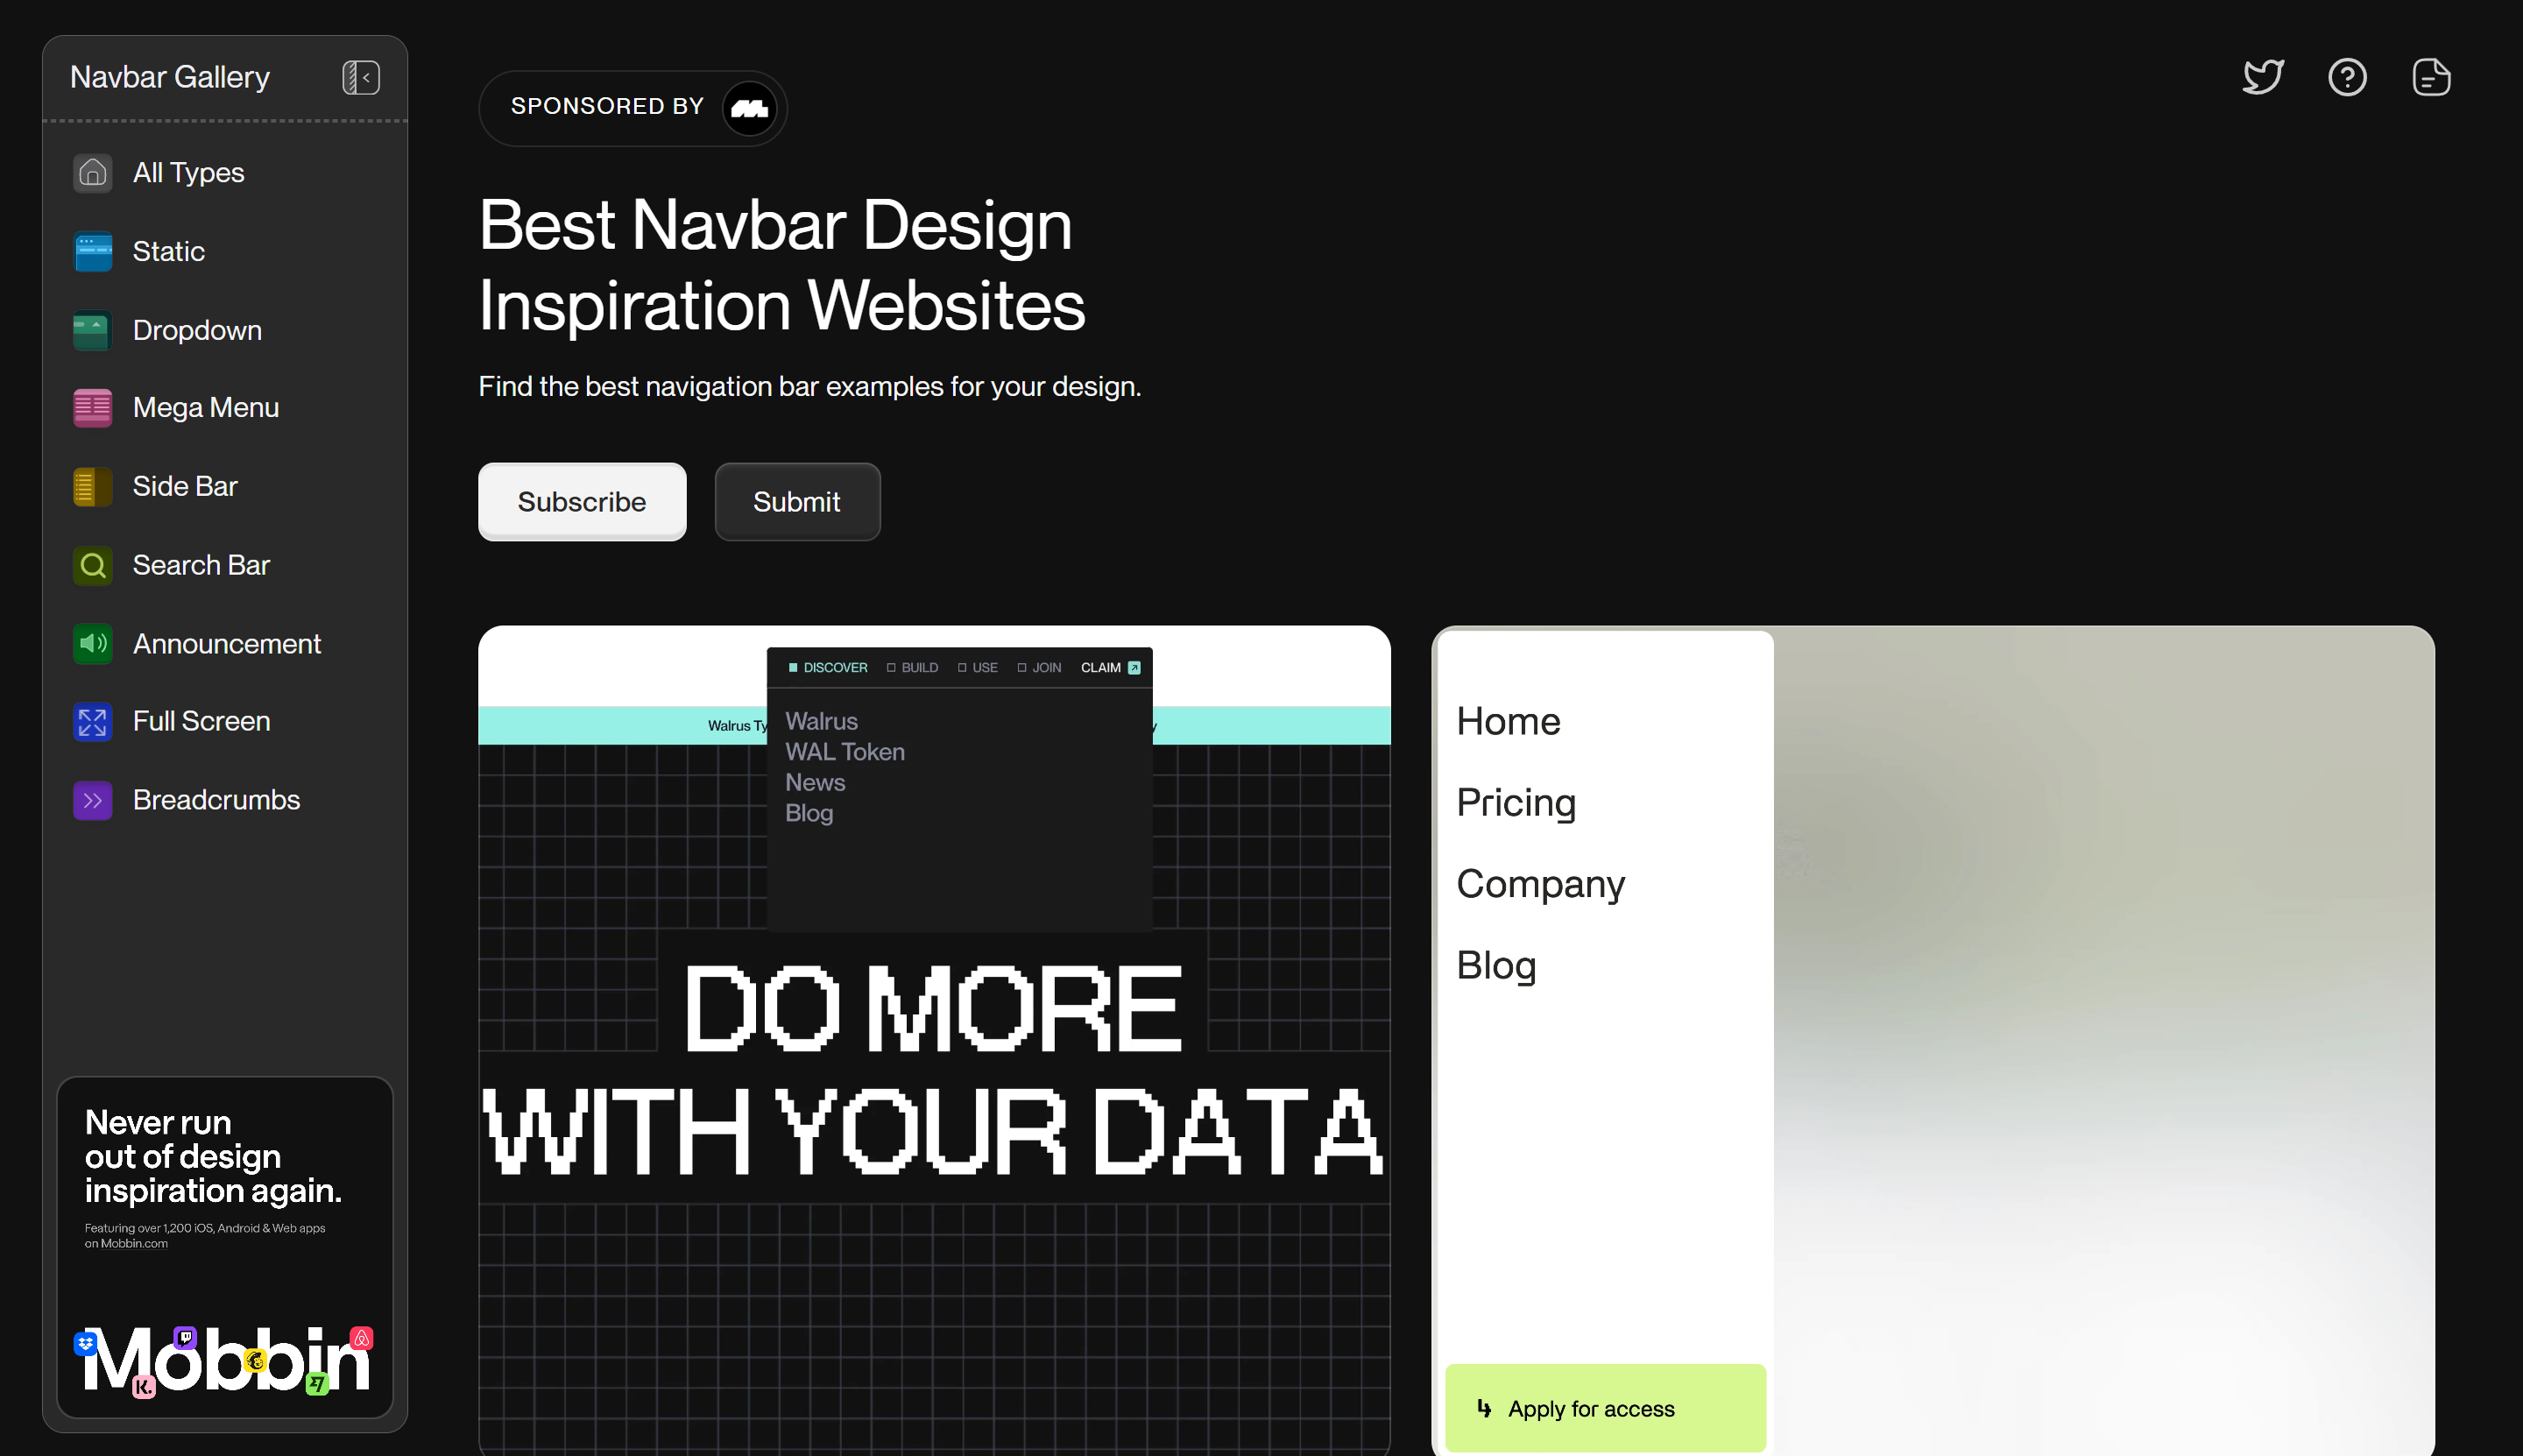 Navbar Gallery
All Types
Static
Dropdown
Mega Menu
Side Bar
Search Bar
Announcement
Full Screen
Breadcrumbs
Never run
out of design
inspiration again.
Featuring over 1,200 iOS, Android & Web apps
on Mobbin.com
Mobbin
K.
SPONSORED BY
Best Navbar Design
Inspiration Websites
Find the best navigation bar examples for your design.
Subscribe
Submit
DISCOVER BUILD USE JOIN CLAIM
Walrus
Walrus
WAL Token
News
Blog
DO MORE
WITH YOUR DATA
Home
Pricing
Company
Blog
Apply for access